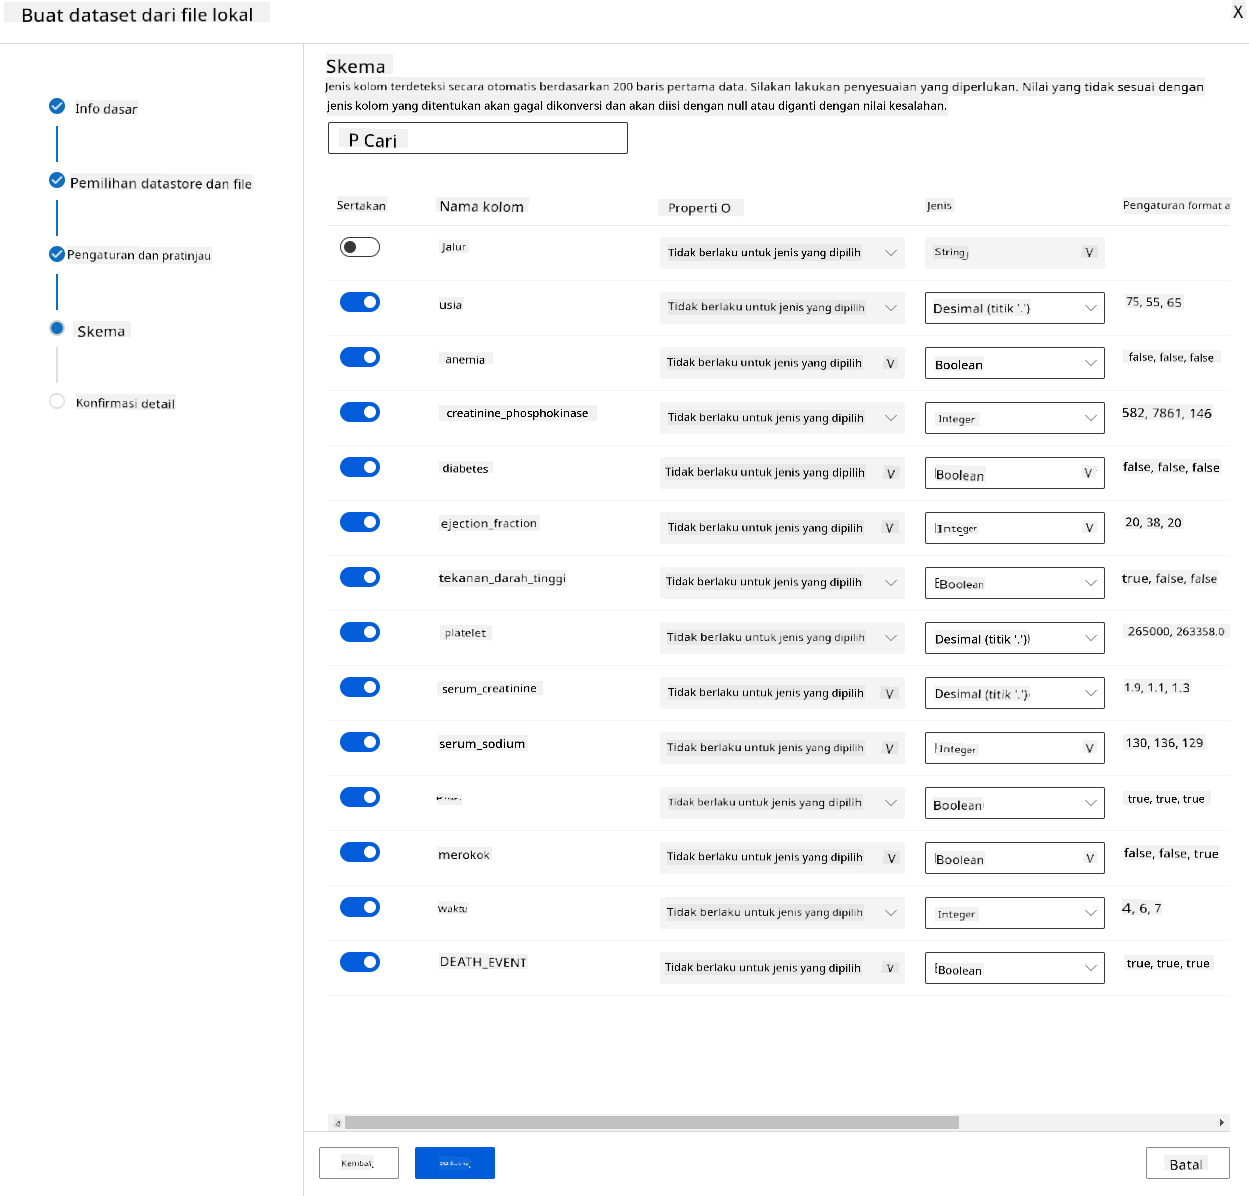 Buat dataset dari file lokal
X
Info dasar
Pemilihan datastore dan file
Pengaturan dan pratinjau
Skema
Konfirmasi detail
Skema
Jenis kolom terdeteksi secara otomatis berdasarkan 200 baris pertama data. Silakan lakukan penyesuaian yang diperlukan. Nilai yang tidak sesuai dengan
jenis kolom yang ditentukan akan gagal dikonversi dan akan diisi dengan null atau diganti dengan nilai kesalahan.
P Cari
Sertakan Nama kolom Properti O Jenis Pengaturan format a
Jalur Tidak berlaku untuk jenis yang dipilih String V
usia Tidak berlaku untuk jenis yang dipilih Desimal (titik '.') 75, 55, 65
anemia Tidak berlaku untuk jenis yang dipilih V Boolean false, false, false
creatinine_phosphokinase Tidak berlaku untuk jenis yang dipilih Integer 582, 7861, 146
diabetes Tidak berlaku untuk jenis yang dipilih V Boolean V false, false, false
ejection_fraction Tidak berlaku untuk jenis yang dipilih V Integer V 20, 38, 20
tekanan_darah_tinggi Tidak berlaku untuk jenis yang dipilih Boolean true, false, false
platelet Tidak berlaku untuk jenis yang dipilih Desimal (titik '.') 265000, 263358.0
serum_creatinine Tidak berlaku untuk jenis yang dipilih V Desimal (titik '.') 1.9, 1.1, 1.3
serum_sodium Tidak berlaku untuk jenis yang dipilih V Integer V 130, 136, 129
Tidak berlaku untuk jenis yang dipilih Boolean true, true, true
merokok Tidak berlaku untuk jenis yang dipilih V Boolean V false, false, true
waktu Tidak berlaku untuk jenis yang dipilih Integer 4, 6, 7
DEATH_EVENT Tidak berlaku untuk jenis yang dipilih V Boolean true, true, true
Kembali
Batal